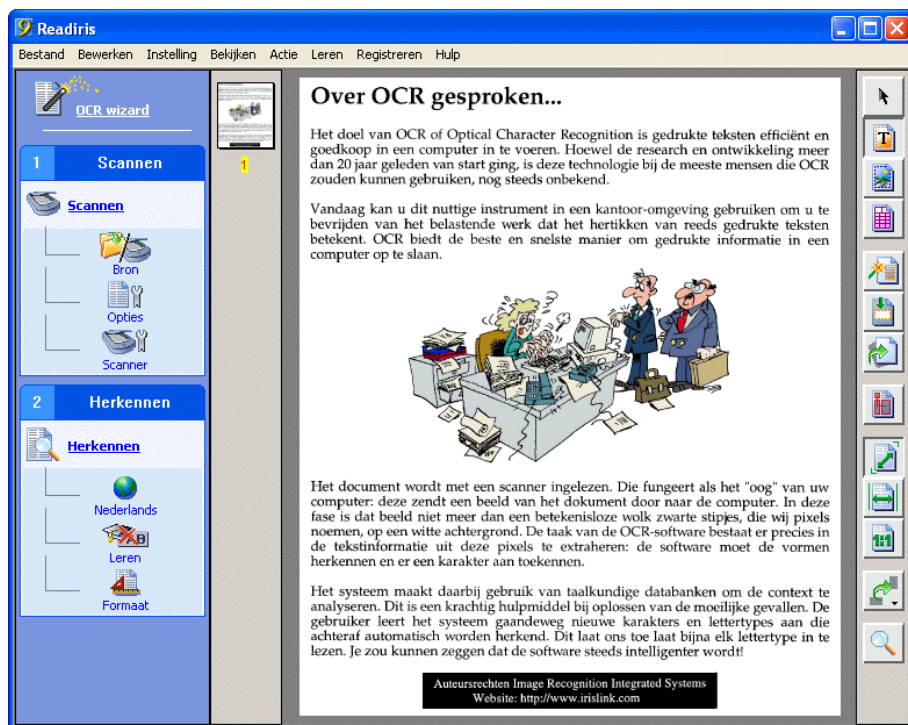 Readiris
Bestand Bewerken Instelling Bekijken Actie Leren Registreren Hulp
OCR wizard
1 Scannen
Scannen
Bron
Opties
Scanner
2 Herkennen
Herkennen
Nederlands
Leren
Formaat
1
Over OCR gesproken...
Het doel van OCR of Optical Character Recognition is gedrukte teksten efficiënt en
goedkoop in een computer in te voeren. Hoewel de research en ontwikkeling meer
dan 20 jaar geleden van start ging, is deze technologie bij de meeste mensen die OCR
zouden kunnen gebruiken, nog steeds onbekend.
Vandaag kan u dit nuttige instrument in een kantoor-omgeving gebruiken om u te
bevrijden van het belastende werk dat het hertikken van reeds gedrukte teksten
betekent. OCR biedt de beste en snelste manier om gedrukte informatie in een
computer op te slaan.
Het document wordt met een scanner ingelezen. Die fungeert als het "oog" van uw
computer: deze zendt een beeld van het dokument door naar de computer. In deze
fase is dat beeld niet meer dan een betekenisloze wolk zwarte stipjes, die wij pixels
noemen, op een witte achtergrond. De taak van de OCR-software bestaat er precies in
de tekstinformatie uit deze pixels te extraheren: de software moet de vormen
herkennen en er een karakter aan toekennen.
Het systeem maakt daarbij gebruik van taalkundige databanken om de context te
analyseren. Dit is een krachtig hulpmiddel bij oplossen van de moeilijke gevallen. De
gebruiker leert het systeem gaandeweg nieuwe karakters en lettertypes aan die
achteraf automatisch worden herkend. Dit laat ons toe laat bijna elk lettertype in te
lezen. Je zou kunnen zeggen dat de software steeds intelligenter wordt!
Auteursrechten Image Recognition Integrated Systems
Website: http://www.irislink.com
1:1